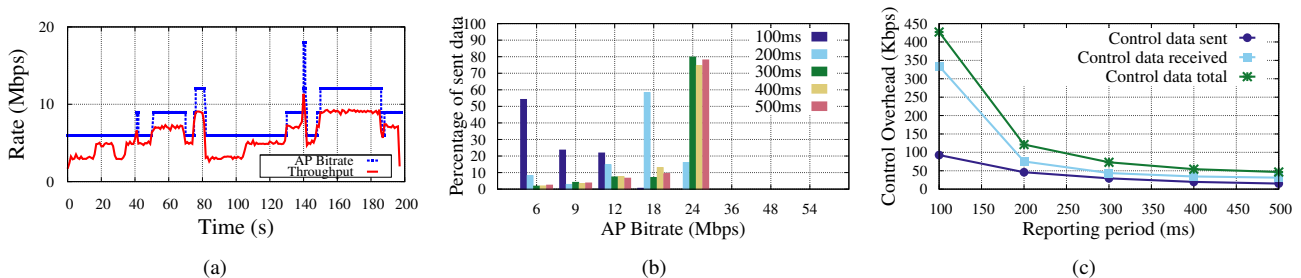 Rate (Mbps)
20
10
0
0 20 40 60 80 100 120 140 160 180 200
Time (s)
AP Bitrate
Throughput
(a)
Percentage of sent data
100
90
80
70
60
50
40
30
20
10
0
6 9 12 18 24 36 48 54
AP Bitrate (Mbps)
100ms
200ms
300ms
400ms
500ms
(b)
Control Overhead (Kbps)
450
400
350
300
250
200
150
100
50
0
100 200 300 400 500
Reporting period (ms)
Control data sent
Control data received
Control data total
(c)